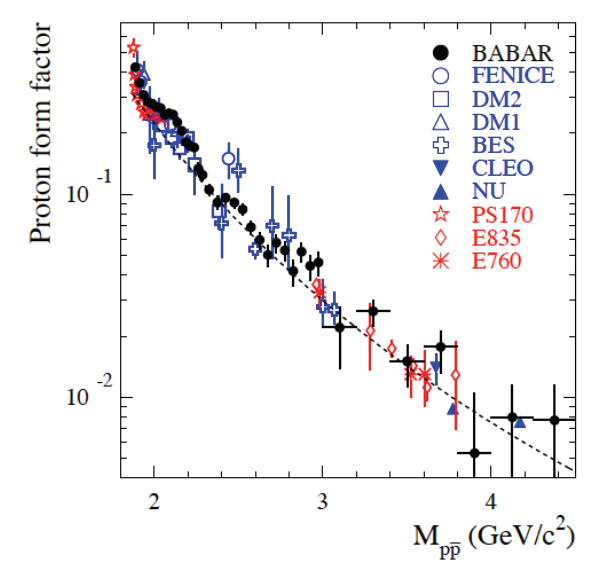 Proton form factor
BABAR
FENICE
DM2
DM1
BES
CLEO
NU
PS170
E835
E760
10⁻¹
10⁻²
2
3
4
M_pp̅ (GeV/c²)